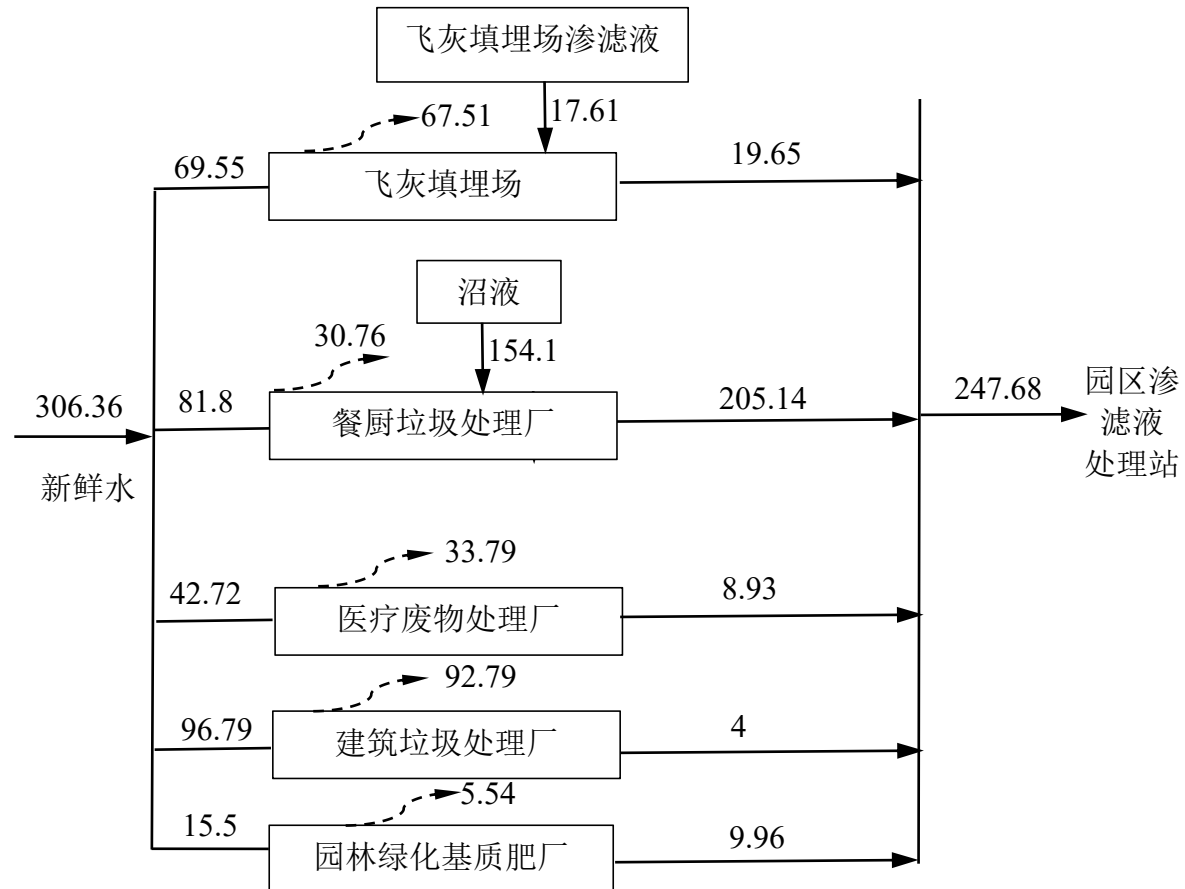 飞灰填埋场渗滤液
67.51
17.61
69.55
飞灰填埋场
19.65
沼液
30.76
154.1
306.36
新鲜水
81.8
餐厨垃圾处理厂
205.14
247.68
园区渗
滤液
处理站
33.79
42.72
医疗废物处理厂
8.93
92.79
96.79
建筑垃圾处理厂
4
5.54
15.5
园林绿化基质肥厂
9.96